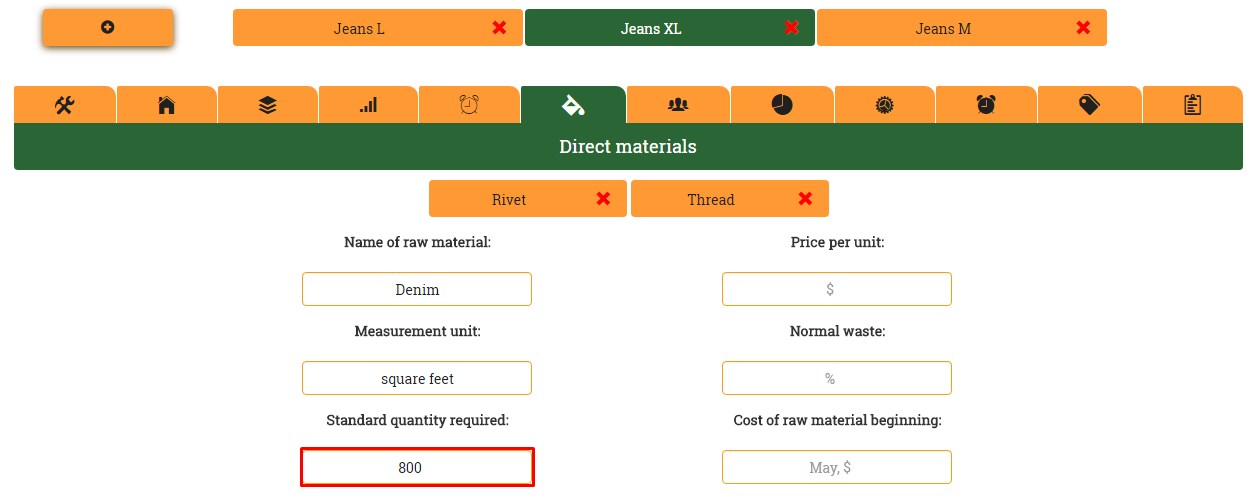 Jeans L Jeans XL Jeans M
Direct materials
Rivet Thread
Name of raw material: Price per unit:
Denim $
Measurement unit: Normal waste:
square feet %
Standard quantity required: Cost of raw material beginning:
800 May, $